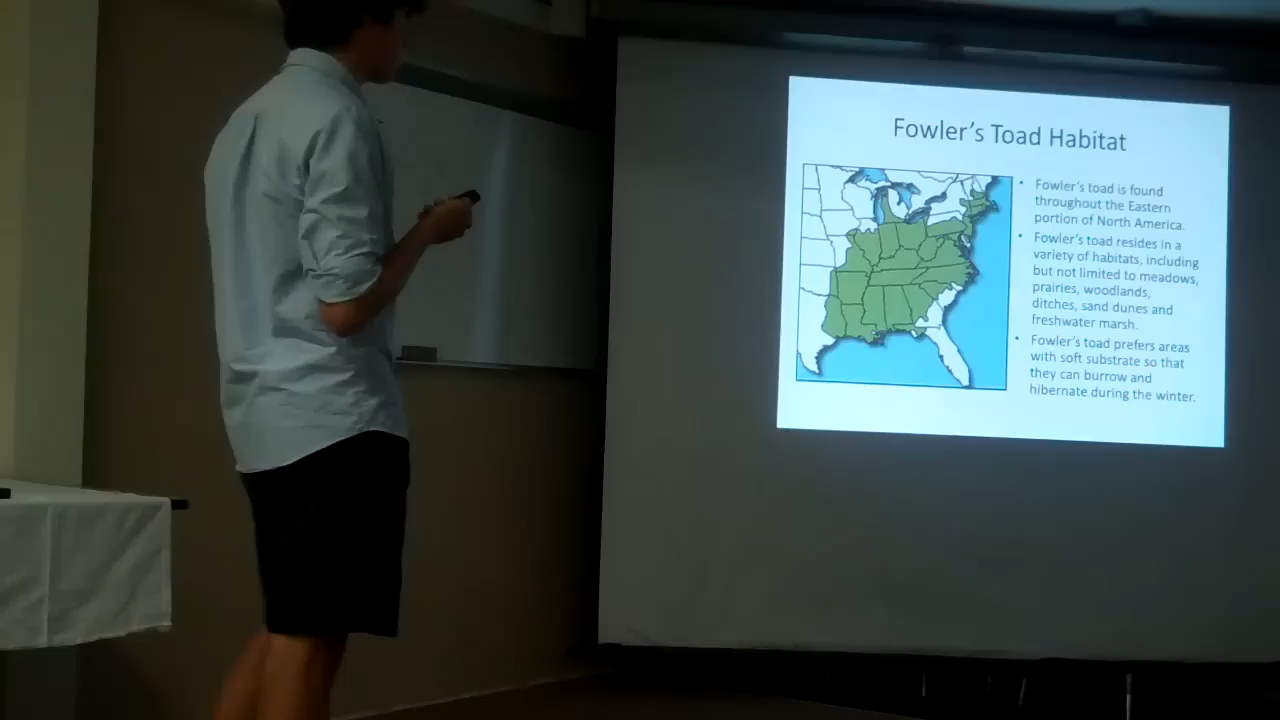 Fowler's Toad Habitat
• Fowler's toad is found
throughout the Eastern
portion of North America.
• Fowler's toad resides in a
variety of habitats, including
but not limited to meadows,
prairies, woodlands,
ditches, sand dunes and
freshwater marsh.
• Fowler's toad prefers areas
with soft substrate so that
they can burrow and
hibernate during the winter.